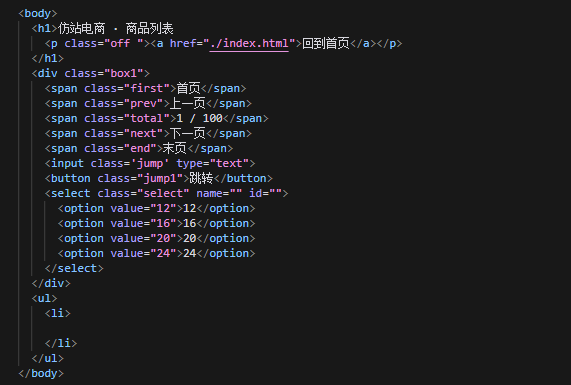 <body>
<h1>仿站电商 · 商品列表
<p class="off "><a href="./index.html">回到首页</a></p>
</h1>
<div class="box1">
<span class="first">首页</span>
<span class="prev">上一页</span>
<span class="total">1 / 100</span>
<span class="next">下一页</span>
<span class="end">末页</span>
<input class='jump' type="text">
<button class="jump1">跳转</button>
<select class="select" name="" id="">
<option value="12">12</option>
<option value="16">16</option>
<option value="20">20</option>
<option value="24">24</option>
</select>
</div>
<ul>
<li>
</li>
</ul>
</body>